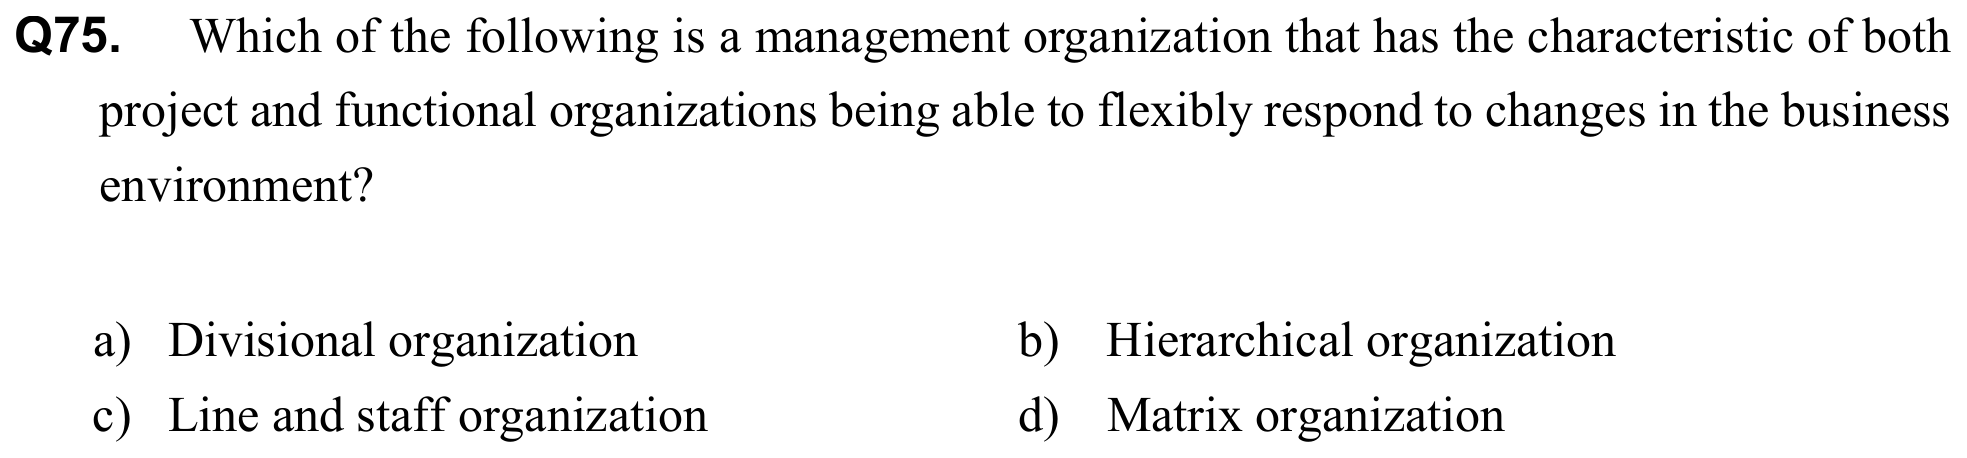 Q75. Which of the following is a management organization that has the characteristic of both
project and functional organizations being able to flexibly respond to changes in the business
environment?
a) Divisional organization b) Hierarchical organization
c) Line and staff organization d) Matrix organization